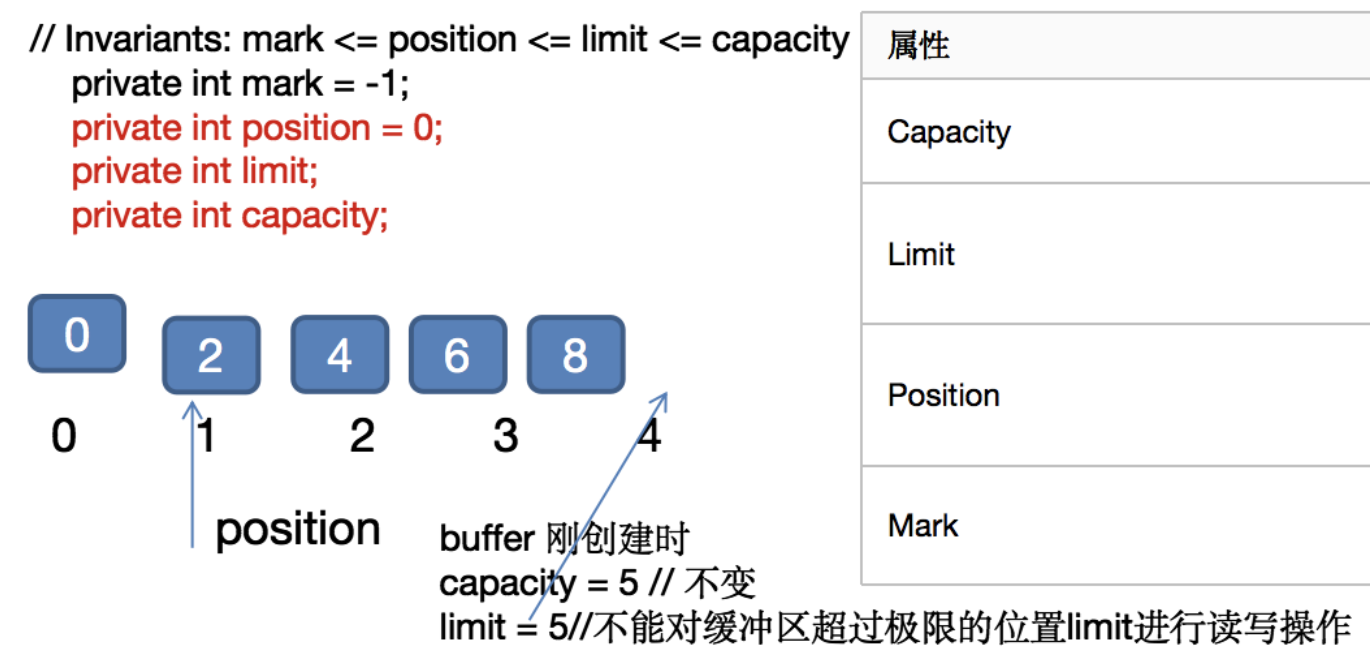 // Invariants: mark <= position <= limit <= capacity
private int mark = -1;
private int position = 0;
private int limit;
private int capacity;
属性
Capacity
Limit
Position
Mark
0 2 4 6 8
0 1 2 3 4
position
buffer 刚创建时
capacity = 5 // 不变
limit = 5//不能对缓冲区超过极限的位置limit进行读写操作